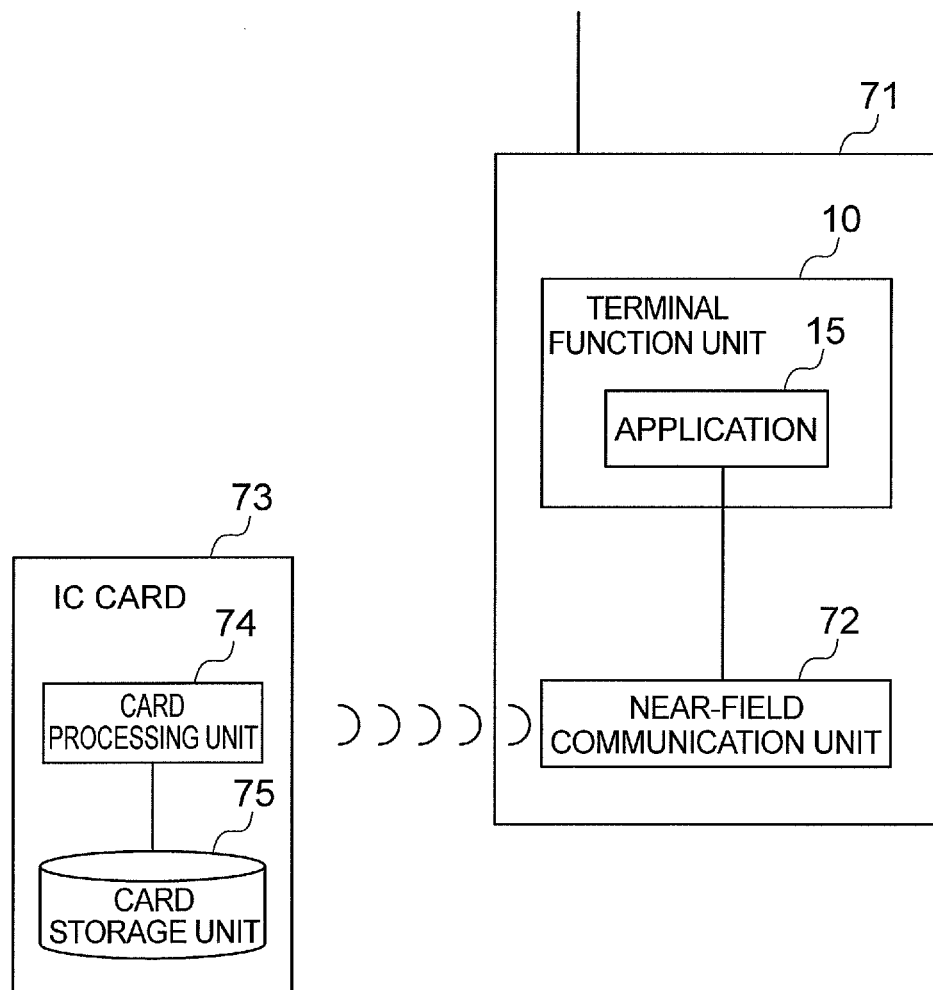 71
10
TERMINAL
FUNCTION UNIT
15
APPLICATION
73
IC CARD
74
CARD
PROCESSING UNIT
72
NEAR-FIELD
COMMUNICATION UNIT
75
CARD
STORAGE UNIT